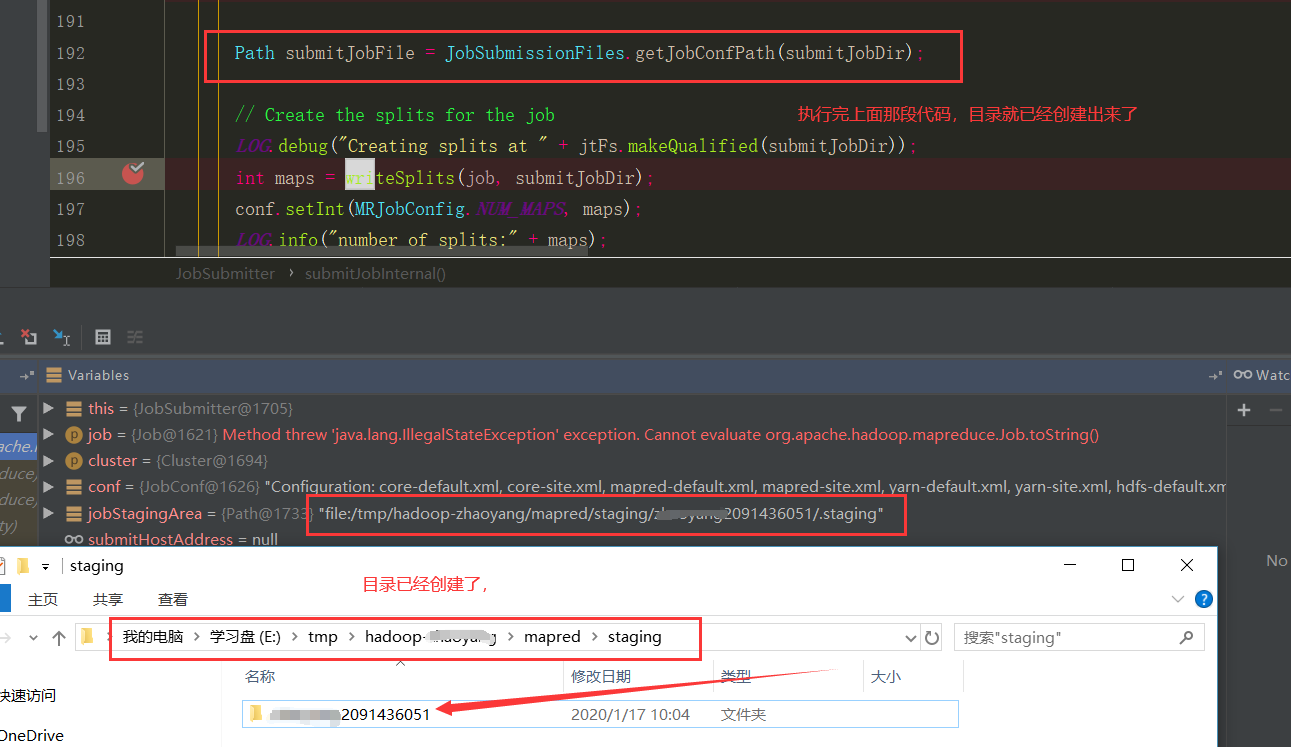 191
192 Path submitJobFile = JobSubmissionFiles.getJobConfPath(submitJobDir);
193
194 // Create the splits for the job
执行完上面那段代码，目录就已经创建出来了
195 LOG.debug("Creating splits at " + jtFs.makeQualified(submitJobDir));
196 int maps = writeSplits(job, submitJobDir);
197 conf.setInt(MRJobConfig.NUM_MAPS, maps);
198 LOG.info("number of splits:" + maps);
JobSubmitter › submitJobInternal()
Variables
Watc
this = {JobSubmitter@1705}
job = {Job@1621} Method threw 'java.lang.IllegalStateException' exception. Cannot evaluate org.apache.hadoop.mapreduce.Job.toString()
ache.
cluster = {Cluster@1694}
duce)
conf = {JobConf@1626} "Configuration: core-default.xml, core-site.xml, mapred-default.xml, mapred-site.xml, yarn-default.xml, yarn-site.xml, hdfs-default.xm
duce)
jobStagingArea = {Path@1733} "file:/tmp/hadoop-zhaoyang/mapred/staging/2091436051/.staging"
ty)
submitHostAddress = null
No
staging
目录已经创建了，
主页 共享 查看
我的电脑 › 学习盘 (E:) › tmp › hadoop- › mapred › staging
搜索"staging"
名称 修改日期 类型 大小
快速访问
2091436051 2020/1/17 10:04 文件夹
OneDrive